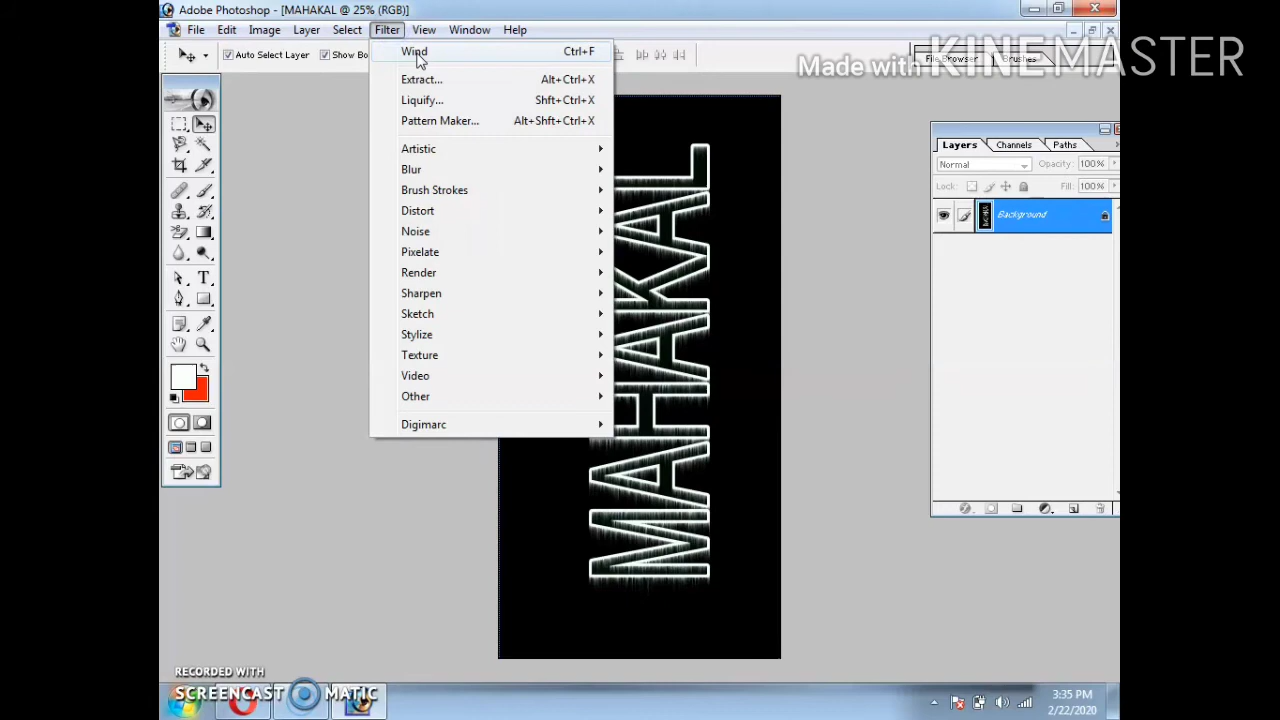 Adobe Photoshop - [MAHAKAL @ 25% (RGB)]
File Edit Image Layer Select Filter View Window Help
Auto Select Layer Show Bo
File Browser Brushes
Made with KINEMASTER
Wind Ctrl+F
Extract... Alt+Ctrl+X
Liquify... Shft+Ctrl+X
Pattern Maker... Alt+Shft+Ctrl+X
Artistic
Blur
Brush Strokes
Distort
Noise
Pixelate
Render
Sharpen
Sketch
Stylize
Texture
Video
Other
Digimarc
MAHAKAL
Layers Channels Paths
Normal Opacity: 100%
Lock: Fill: 100%
Background
RECORDED WITH
SCREENCAST MATIC
3:35 PM
2/22/2020